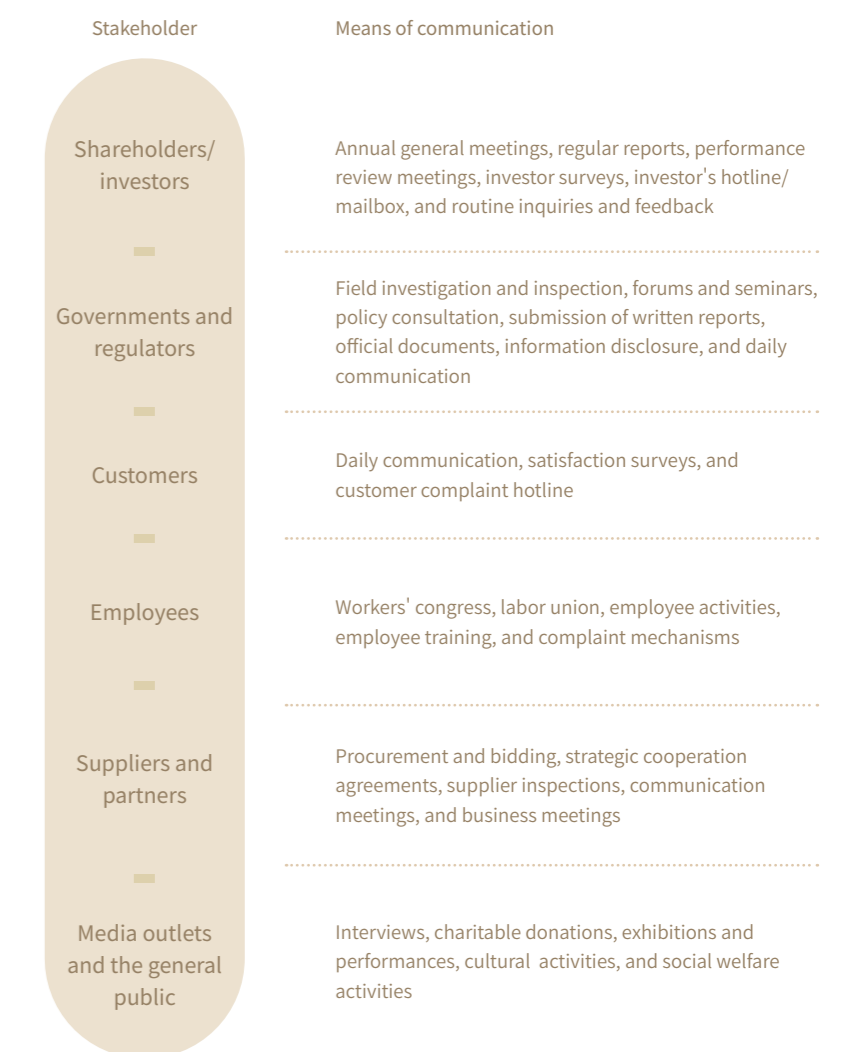 Stakeholder
Means of communication
Shareholders/
investors
Annual general meetings, regular reports, performance
review meetings, investor surveys, investor's hotline/
mailbox, and routine inquiries and feedback
Governments and
regulators
Field investigation and inspection, forums and seminars,
policy consultation, submission of written reports,
official documents, information disclosure, and daily
communication
Customers
Daily communication, satisfaction surveys, and
customer complaint hotline
Employees
Workers' congress, labor union, employee activities,
employee training, and complaint mechanisms
Suppliers and
partners
Procurement and bidding, strategic cooperation
agreements, supplier inspections, communication
meetings, and business meetings
Media outlets
and the general
public
Interviews, charitable donations, exhibitions and
performances, cultural activities, and social welfare
activities